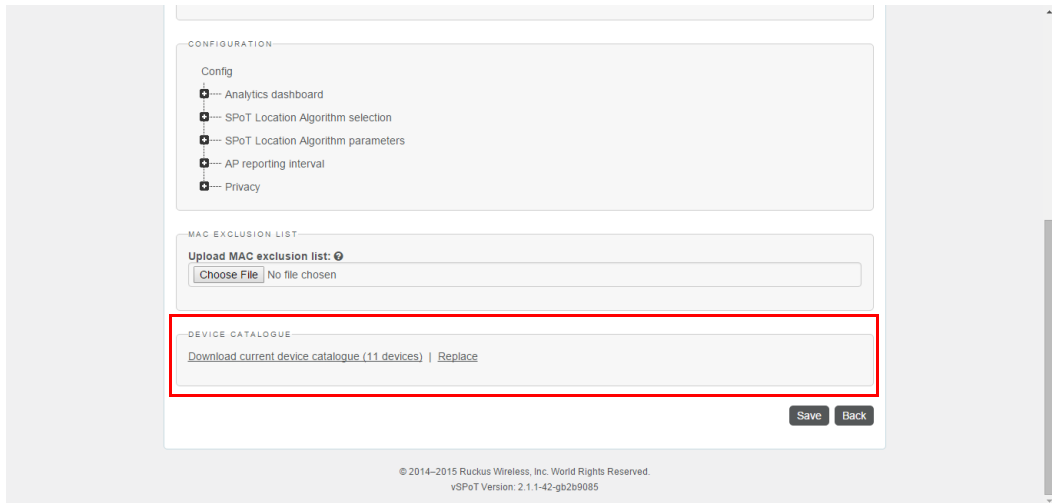 CONFIGURATION
Config
Analytics dashboard
SPoT Location Algorithm selection
SPoT Location Algorithm parameters
AP reporting interval
Privacy
MAC EXCLUSION LIST
Upload MAC exclusion list:
Choose File No file chosen
DEVICE CATALOGUE
Download current device catalogue (11 devices) | Replace
Save Back
© 2014–2015 Ruckus Wireless, Inc. World Rights Reserved.
vSPoT Version: 2.1.1-42-gb2b9085